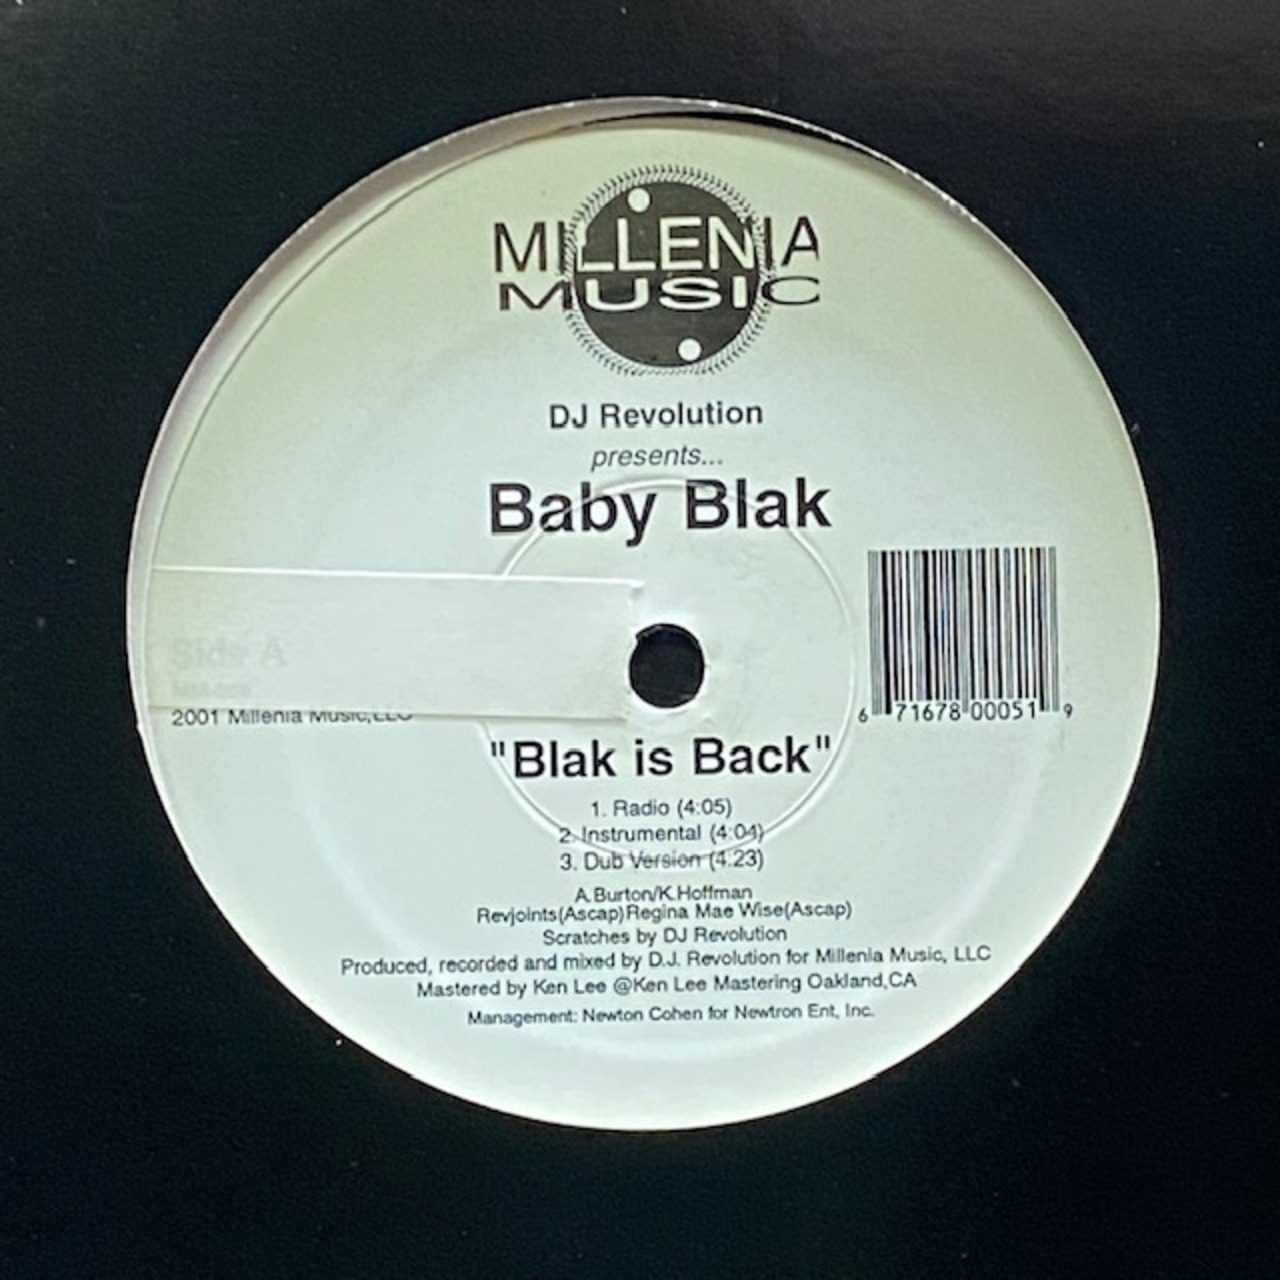 MILLENIA
MUSIC
DJ Revolution
presents...
Baby Blak
Side A
2001 Millenia Music, LLC
6 71678 00051 9
"Blak is Back"
1. Radio (4:05)
2. Instrumental (4:04)
3. Dub Version (4:23)
A.Burton/K.Hoffman
Revjoints(Ascap)Regina Mae Wise(Ascap)
Scratches by DJ Revolution
Produced, recorded and mixed by D.J. Revolution for Millenia Music, LLC
Mastered by Ken Lee @Ken Lee Mastering Oakland,CA
Management: Newton Cohen for Newtron Ent, Inc.